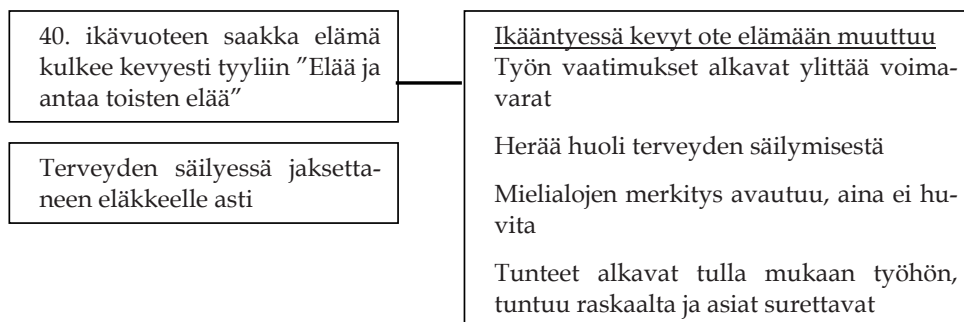 40. ikävuoteen saakka elämä
kulkee kevyesti tyyliin ”Elää ja
antaa toisten elää”
Terveyden säilyessä jaksetta-
neen eläkkeelle asti
Ikääntyessä kevyt ote elämään muuttuu
Työn vaatimukset alkavat ylittää voima-
varat
Herää huoli terveyden säilymisestä
Mielialojen merkitys avautuu, aina ei hu-
vita
Tunteet alkavat tulla mukaan työhön,
tuntuu raskaalta ja asiat surettavat